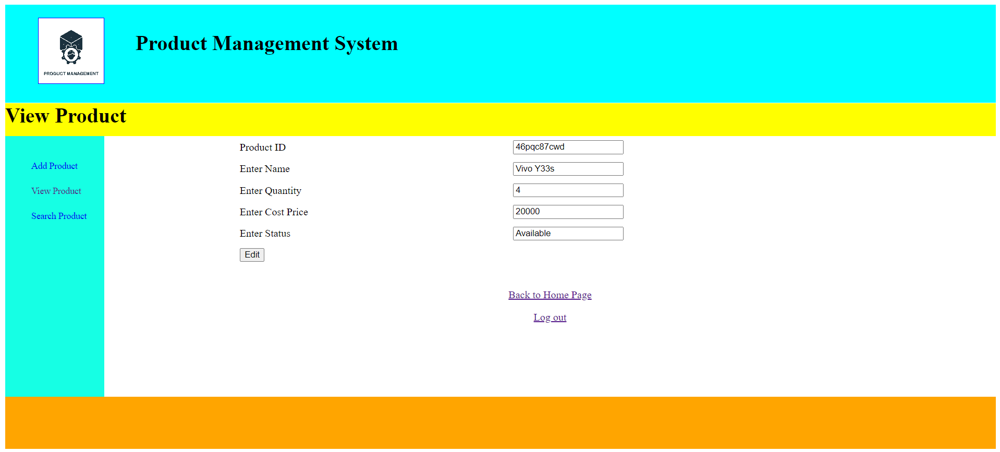 PRODUCT MANAGEMENT
Product Management System
View Product
Add Product
View Product
Search Product
Product ID 46pqc87cwd
Enter Name Vivo Y33s
Enter Quantity 4
Enter Cost Price 20000
Enter Status Available
Edit
Back to Home Page
Log out